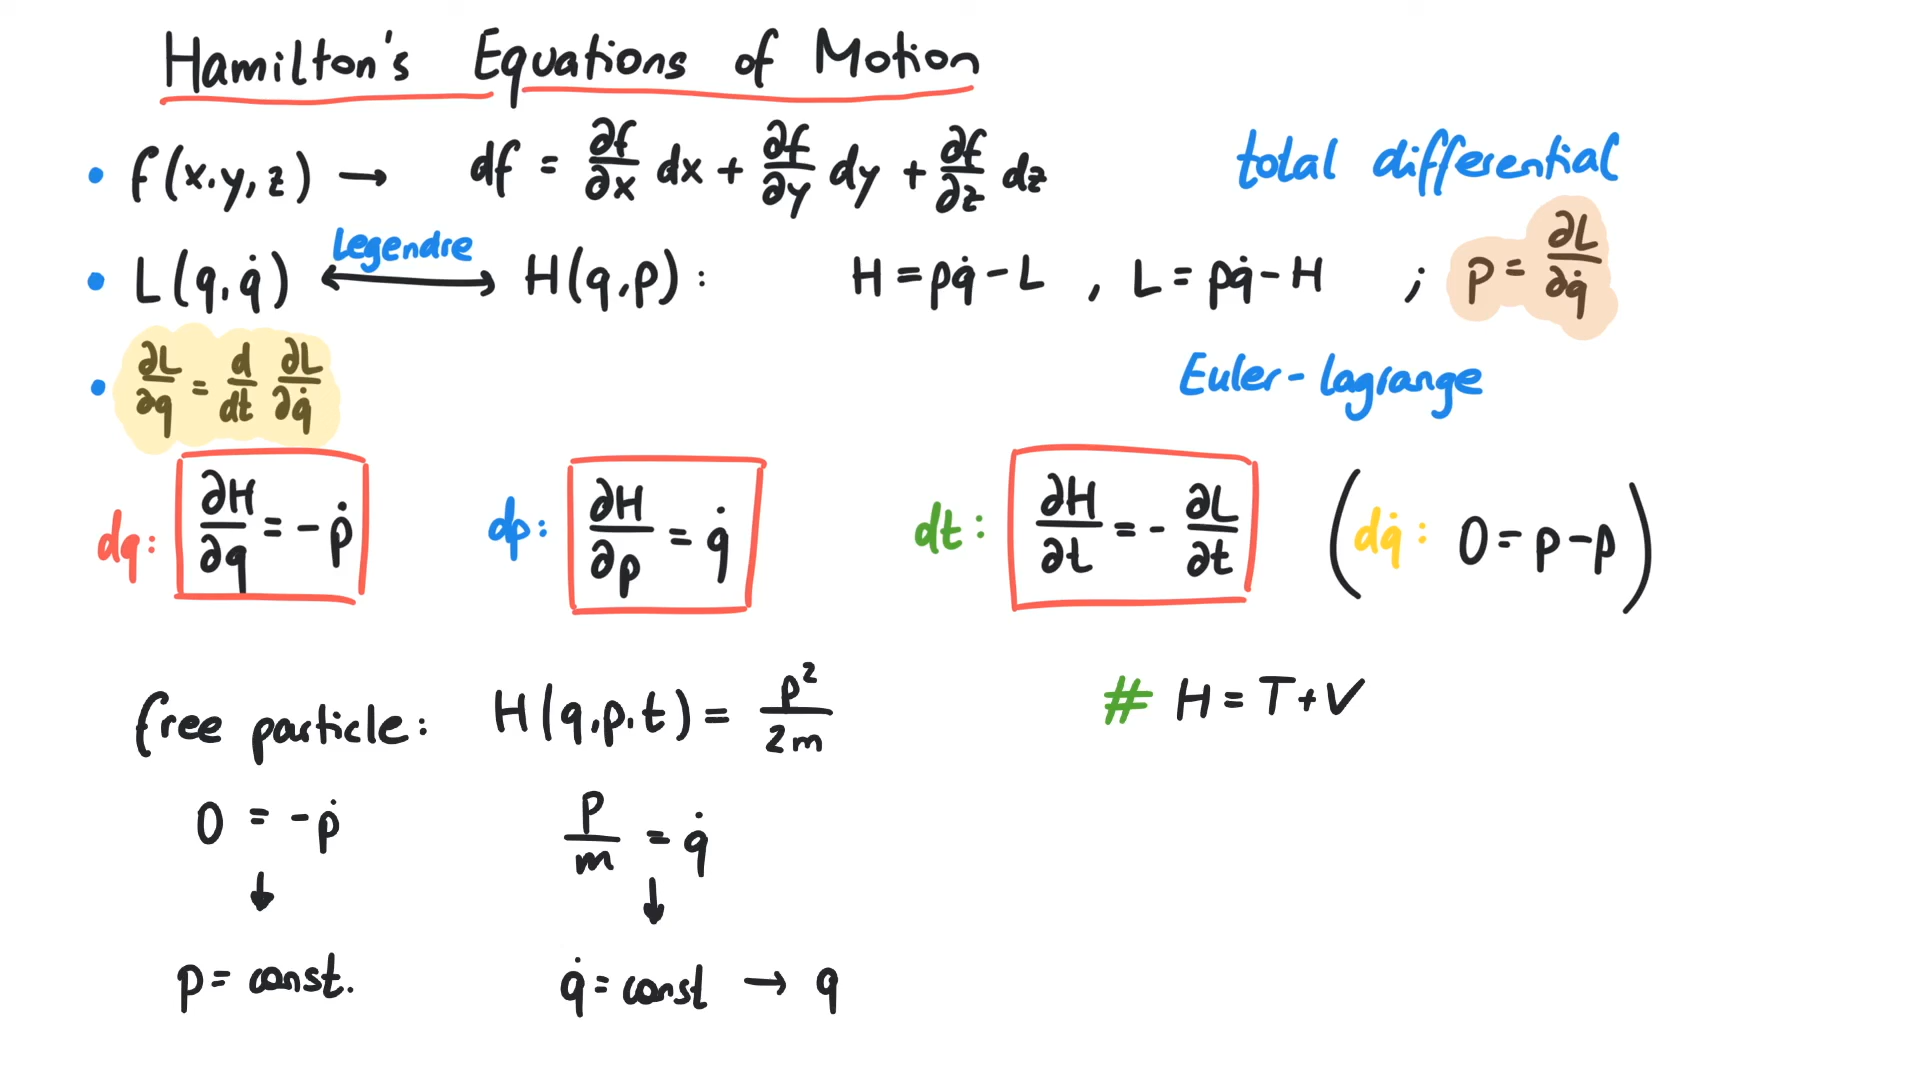 Hamilton's Equations of Motion
• f(x.y,z) → df = ∂f/∂x dx + ∂f/∂y dy + ∂f/∂z dz total differential
• L(q,q̇) ⟷ Legendre H(q,p): H = pq̇ − L , L = pq̇ − H ; p = ∂L/∂q̇
• ∂L/∂q = d/dt ∂L/∂q̇ Euler-lagrange
dq: ∂H/∂q = −ṗ dp: ∂H/∂p = q̇ dt: ∂H/∂t = − ∂L/∂t (dq̇: 0 = p−p)
free particle: H(q,p.t) = p²/2m # H = T+V
0 = −ṗ p/m = q̇
↓ ↓
p = const. q̇ = const → q